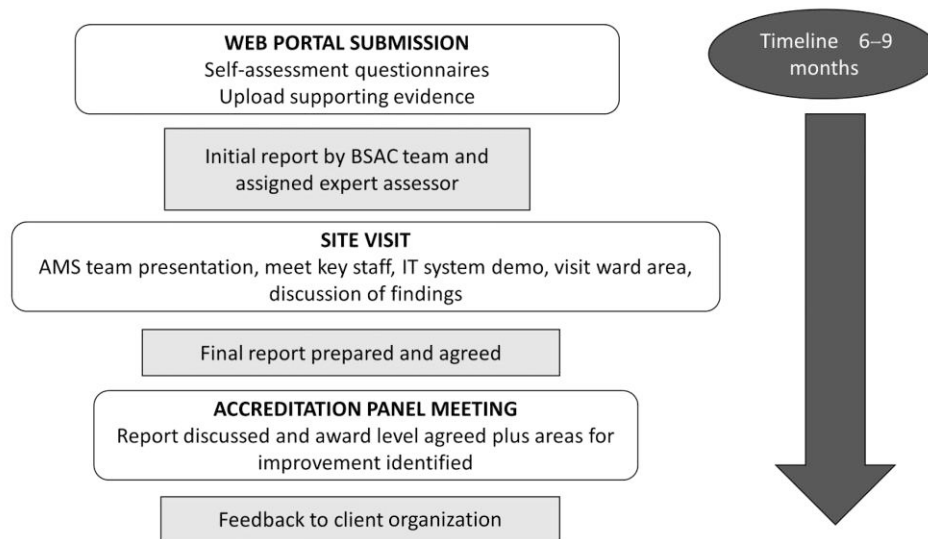 WEB PORTAL SUBMISSION
Self-assessment questionnaires
Upload supporting evidence
Timeline 6–9
months
Initial report by BSAC team and
assigned expert assessor
SITE VISIT
AMS team presentation, meet key staff, IT system demo, visit ward area,
discussion of findings
Final report prepared and agreed
ACCREDITATION PANEL MEETING
Report discussed and award level agreed plus areas for
improvement identified
Feedback to client organization